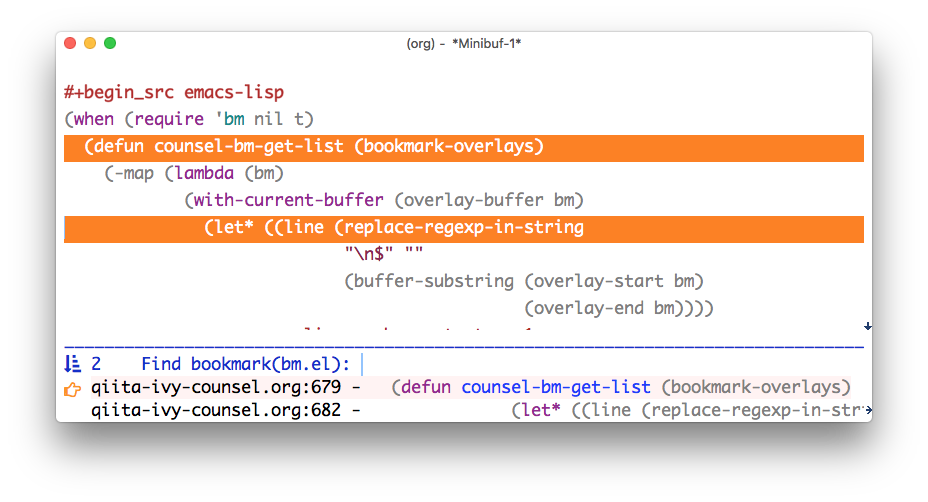 (org) - *Minibuf-1*
#+begin_src emacs-lisp
(when (require 'bm nil t)
(defun counsel-bm-get-list (bookmark-overlays)
(-map (lambda (bm)
(with-current-buffer (overlay-buffer bm)
(let* ((line (replace-regexp-in-string
"\n$" ""
(buffer-substring (overlay-start bm)
(overlay-end bm))))
2 Find bookmark(bm.el):
qiita-ivy-counsel.org:679 - (defun counsel-bm-get-list (bookmark-overlays)
qiita-ivy-counsel.org:682 - (let* ((line (replace-regexp-in-str